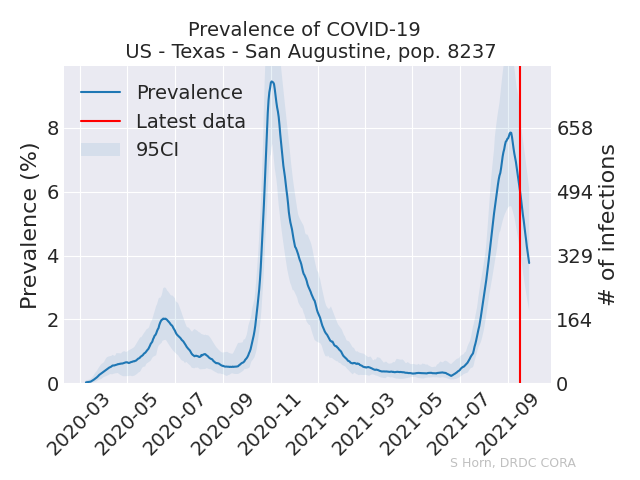 Prevalence of COVID-19
US - Texas - San Augustine, pop. 8237
Prevalence
Latest data
95CI
Prevalence (%)
8
6
4
2
0
658
494
329
164
0
# of infections
2020-03
2020-05
2020-07
2020-09
2020-11
2021-01
2021-03
2021-05
2021-07
2021-09
S Horn, DRDC CORA